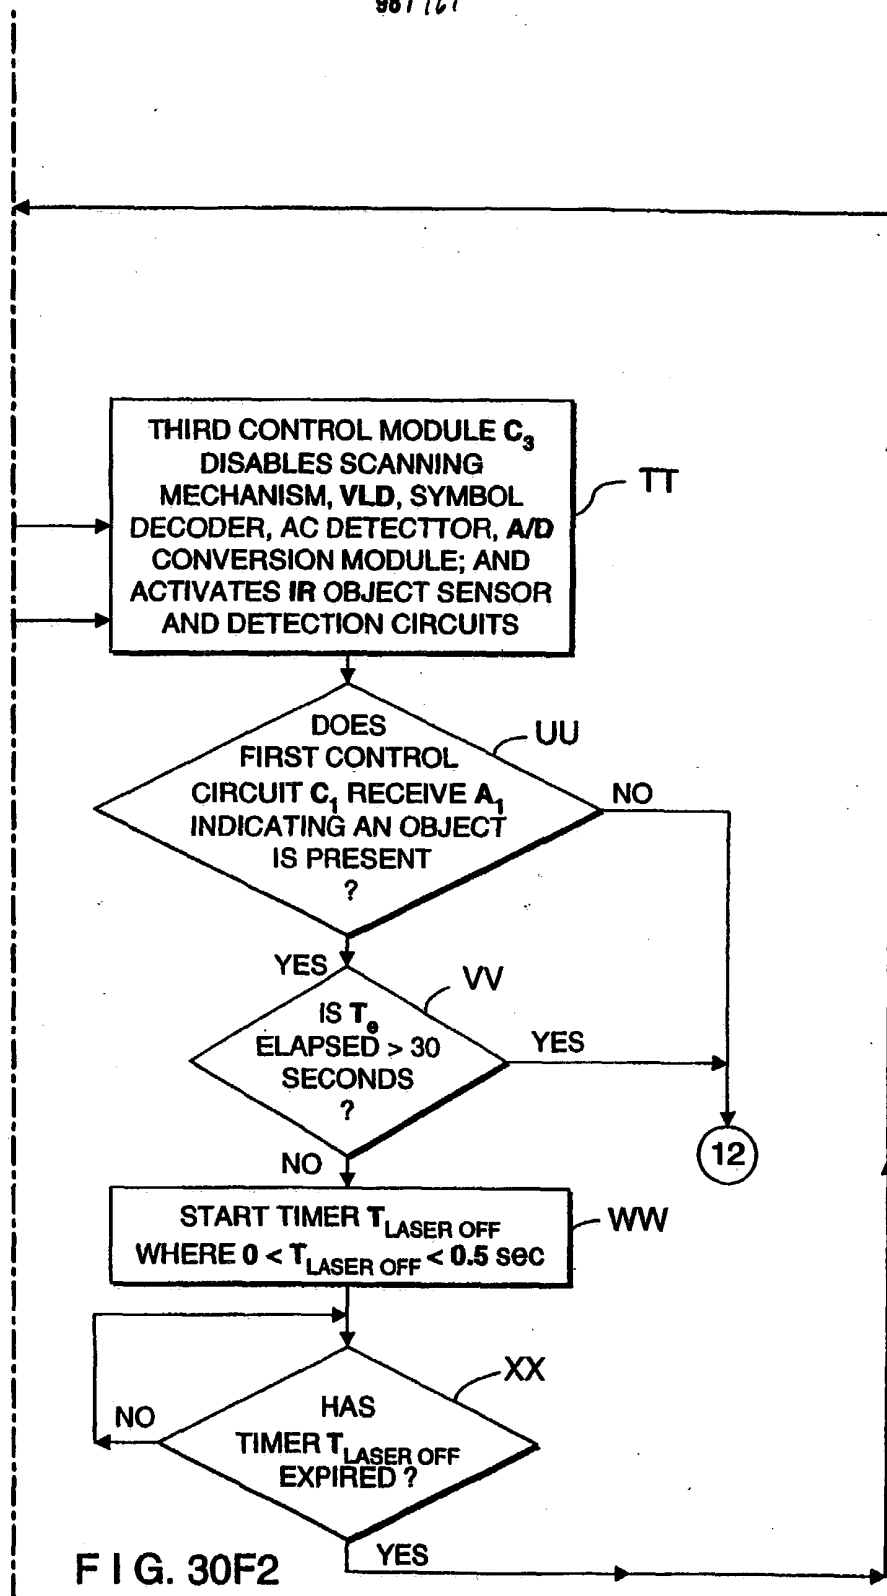 THIRD CONTROL MODULE C3
DISABLES SCANNING
MECHANISM, VLD, SYMBOL
DECODER, AC DETECTTOR, A/D
CONVERSION MODULE; AND
ACTIVATES IR OBJECT SENSOR
AND DETECTION CIRCUITS
TT
DOES
FIRST CONTROL
CIRCUIT C1 RECEIVE A1
INDICATING AN OBJECT
IS PRESENT
?
UU
NO
YES
IS Te
ELAPSED > 30
SECONDS
?
VV
YES
12
NO
START TIMER TLASER OFF
WHERE 0 < TLASER OFF < 0.5 sec
WW
HAS
TIMER TLASER OFF
EXPIRED ?
XX
NO
YES
FIG. 30F2